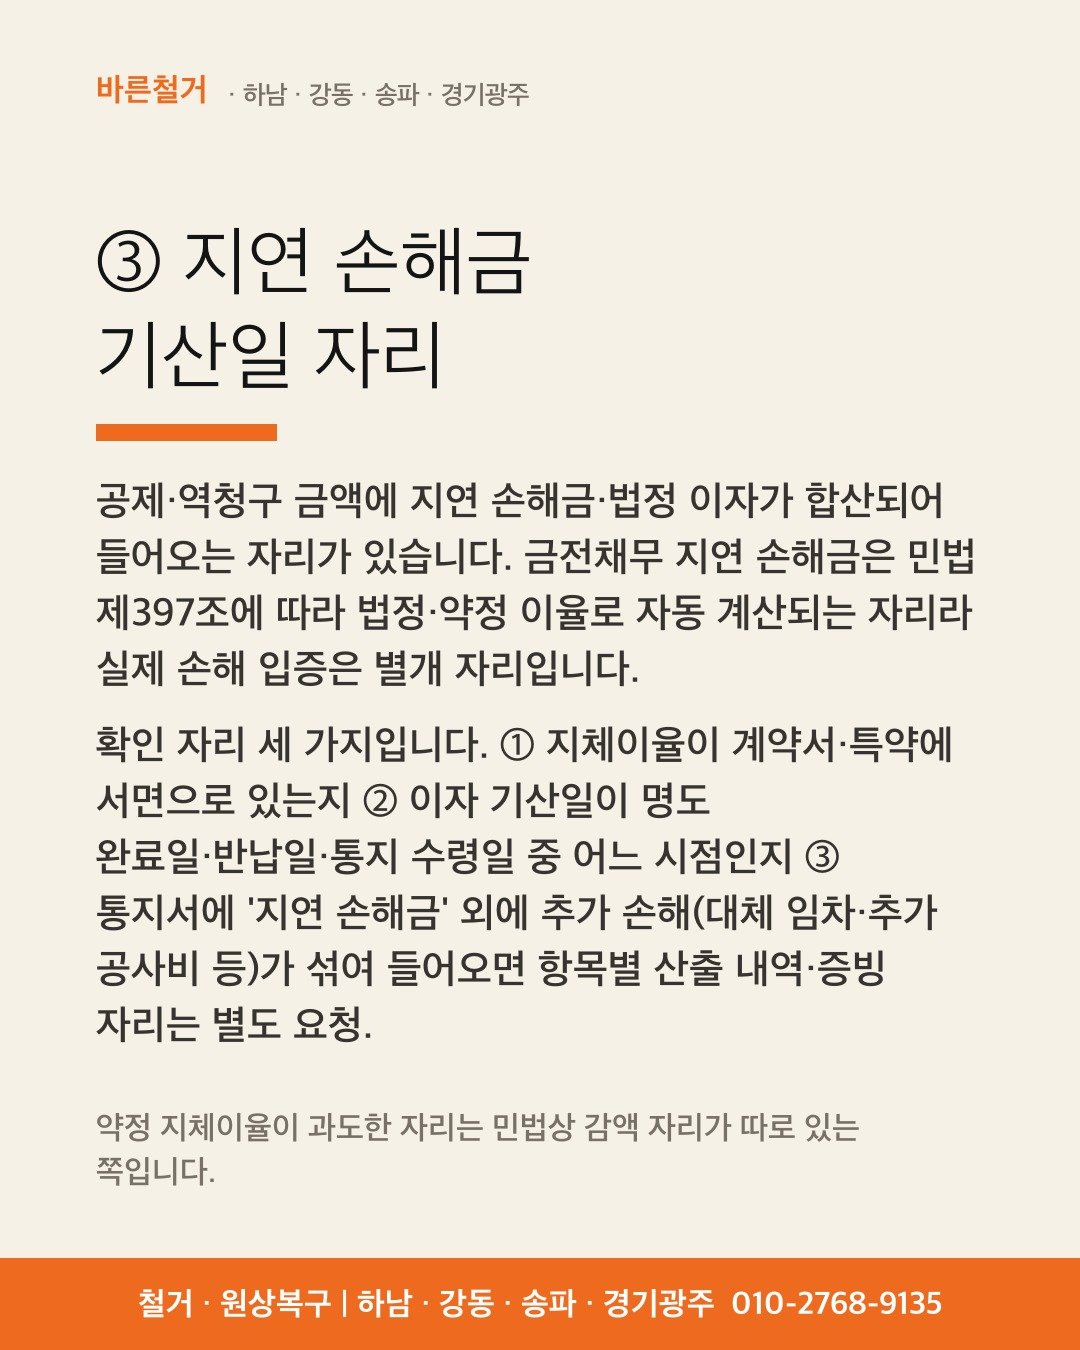 바른철거 · 하남 · 강동 · 송파 · 경기광주
③ 지연 손해금
기산일 자리
공제·역청구 금액에 지연 손해금·법정 이자가 합산되어
들어오는 자리가 있습니다. 금전채무 지연 손해금은 민법
제397조에 따라 법정·약정 이율로 자동 계산되는 자리라
실제 손해 입증은 별개 자리입니다.
확인 자리 세 가지입니다. ① 지체이율이 계약서·특약에
서면으로 있는지 ② 이자 기산일이 명도
완료일·반납일·통지 수령일 중 어느 시점인지 ③
통지서에 '지연 손해금' 외에 추가 손해(대체 임차·추가
공사비 등)가 섞여 들어오면 항목별 산출 내역·증빙
자리는 별도 요청.
약정 지체이율이 과도한 자리는 민법상 감액 자리가 따로 있는
쪽입니다.
철거 · 원상복구 | 하남 · 강동 · 송파 · 경기광주 010-2768-9135